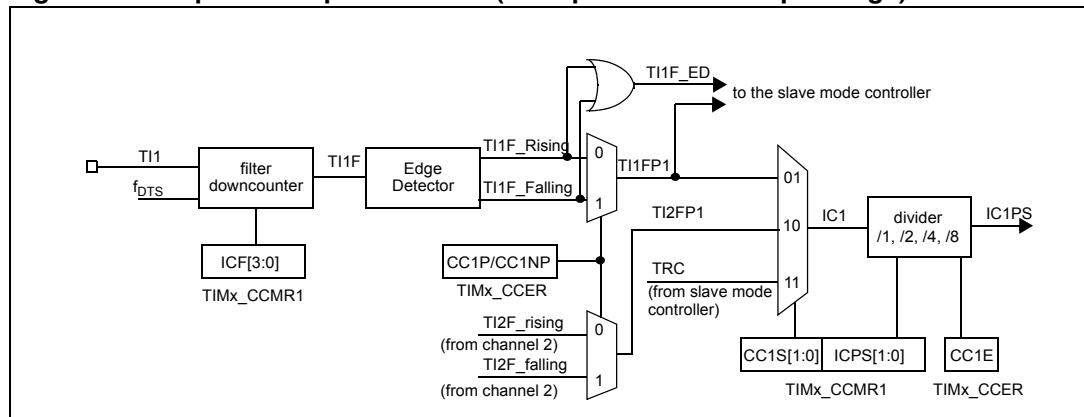 TI1F_ED
to the slave mode controller
TI1
f_DTS
filter
downcounter
TI1F
Edge
Detector
TI1F_Rising
TI1F_Falling
0
1
TI1FP1
TI2FP1
01
10
11
IC1
divider
/1, /2, /4, /8
IC1PS
ICF[3:0]
TIMx_CCMR1
CC1P/CC1NP
TIMx_CCER
TRC
(from slave mode
controller)
TI2F_rising
(from channel 2)
TI2F_falling
(from channel 2)
0
1
CC1S[1:0]
ICPS[1:0]
CC1E
TIMx_CCMR1
TIMx_CCER